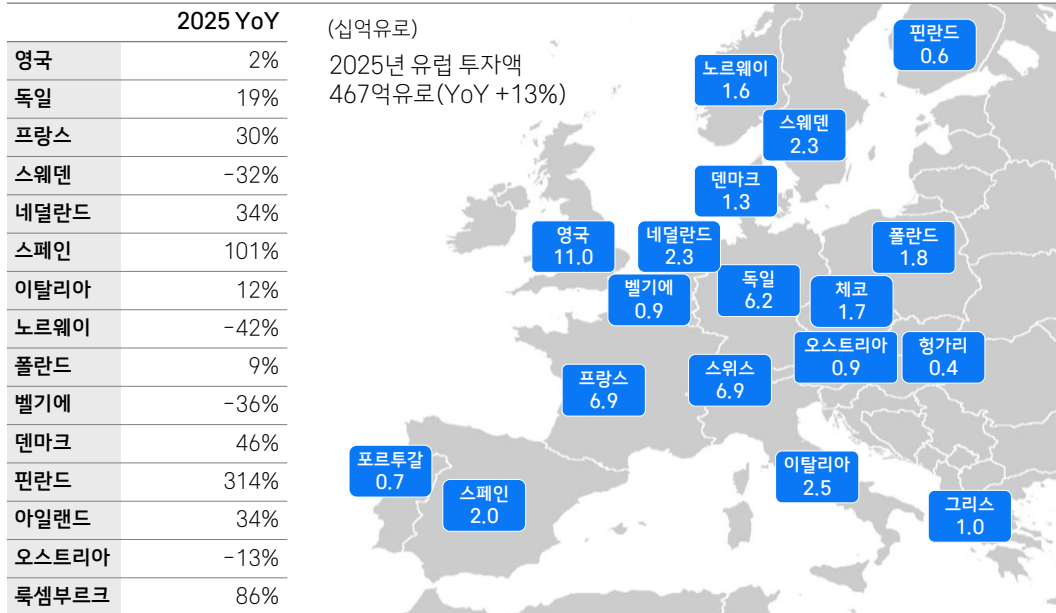 2025 YoY
영국 2%
독일 19%
프랑스 30%
스웨덴 -32%
네덜란드 34%
스페인 101%
이탈리아 12%
노르웨이 -42%
폴란드 9%
벨기에 -36%
덴마크 46%
핀란드 314%
아일랜드 34%
오스트리아 -13%
룩셈부르크 86%
(십억유로)
2025년 유럽 투자액
467억유로(YoY +13%)
핀란드
0.6
노르웨이
1.6
스웨덴
2.3
덴마크
1.3
영국
11.0
네덜란드
2.3
폴란드
1.8
벨기에
0.9
독일
6.2
체코
1.7
오스트리아
0.9
헝가리
0.4
프랑스
6.9
스위스
6.9
포르투갈
0.7
스페인
2.0
이탈리아
2.5
그리스
1.0